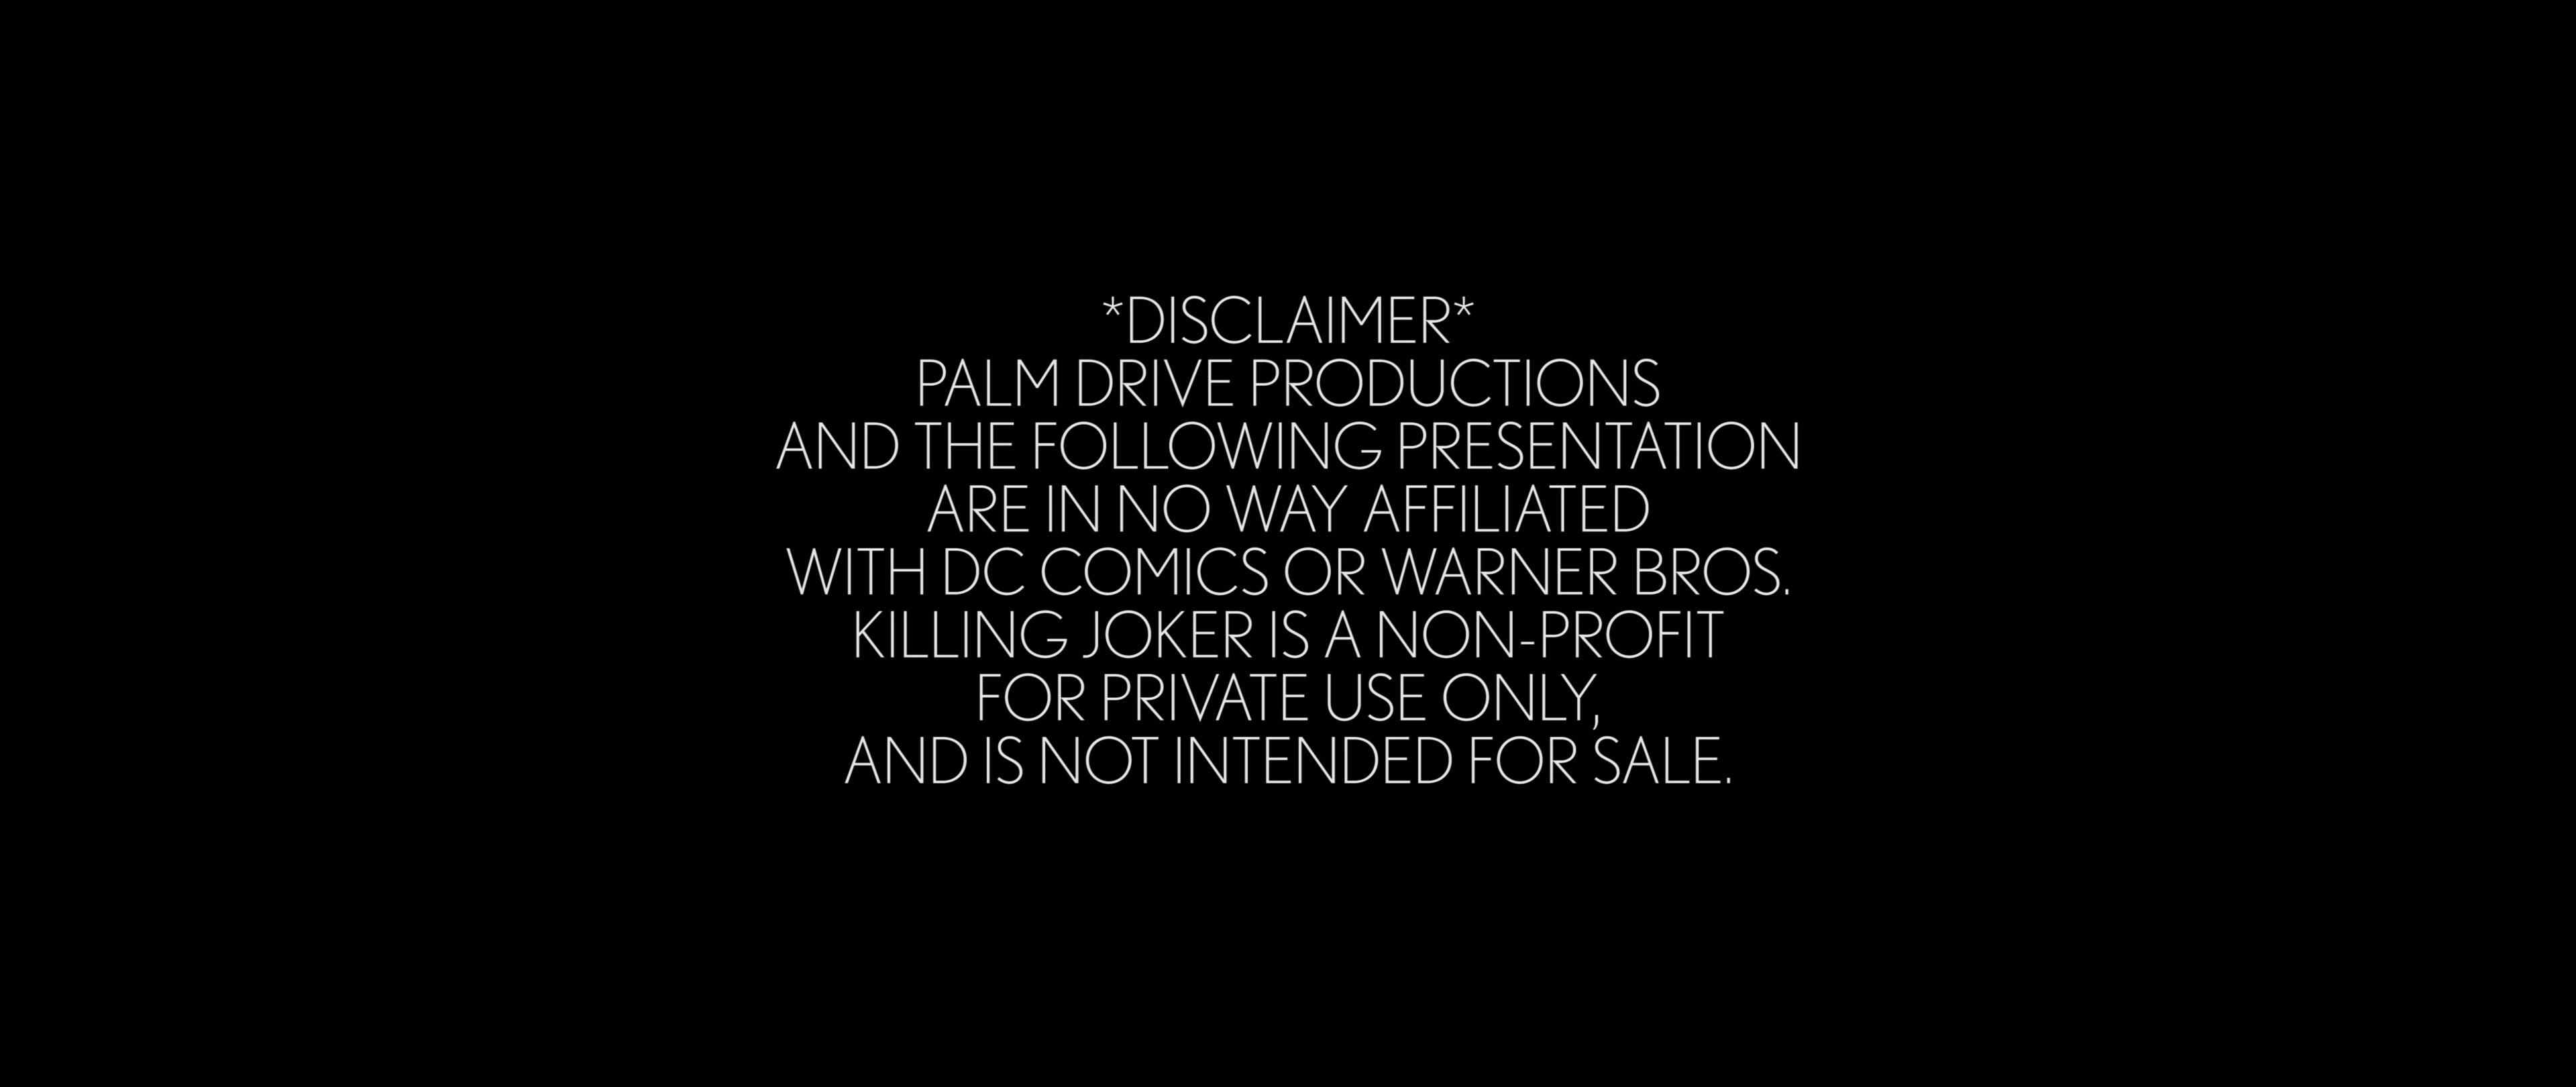 *DISCLAIMER*
PALM DRIVE PRODUCTIONS
AND THE FOLLOWING PRESENTATION
ARE IN NO WAY AFFILIATED
WITH DC COMICS OR WARNER BROS.
KILLING JOKER IS A NON-PROFIT
FOR PRIVATE USE ONLY,
AND IS NOT INTENDED FOR SALE.